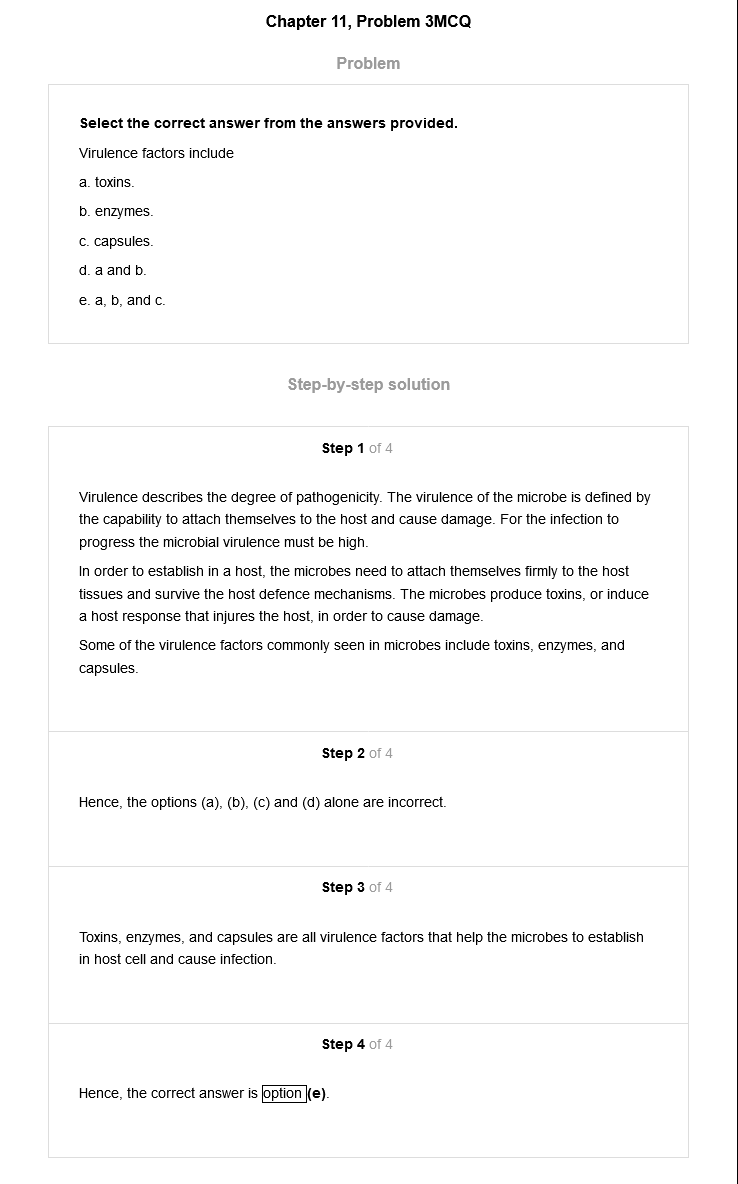 Chapter 11, Problem 3MCQ
Problem
Select the correct answer from the answers provided.
Virulence factors include
a. toxins.
b. enzymes.
c. capsules.
d. a and b.
e. a, b, and c.
Step-by-step solution
Step 1 of 4
Virulence describes the degree of pathogenicity. The virulence of the microbe is defined by
the capability to attach themselves to the host and cause damage. For the infection to
progress the microbial virulence must be high.
In order to establish in a host, the microbes need to attach themselves firmly to the host
tissues and survive the host defence mechanisms. The microbes produce toxins, or induce
a host response that injures the host, in order to cause damage.
Some of the virulence factors commonly seen in microbes include toxins, enzymes, and
capsules.
Step 2 of 4
Hence, the options (a), (b), (c) and (d) alone are incorrect.
Step 3 of 4
Toxins, enzymes, and capsules are all virulence factors that help the microbes to establish
in host cell and cause infection.
Step 4 of 4
Hence, the correct answer is option (e).